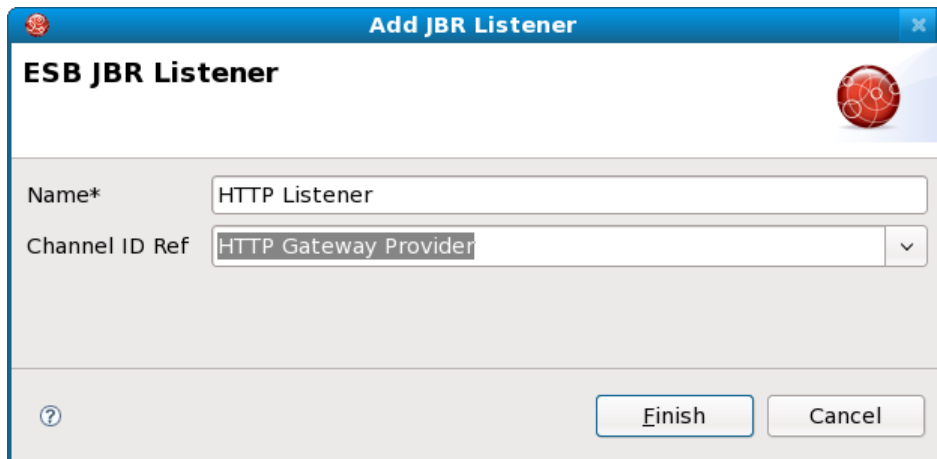 Add JBR Listener
ESB JBR Listener
Name* HTTP Listener
Channel ID Ref HTTP Gateway Provider
? Finish Cancel